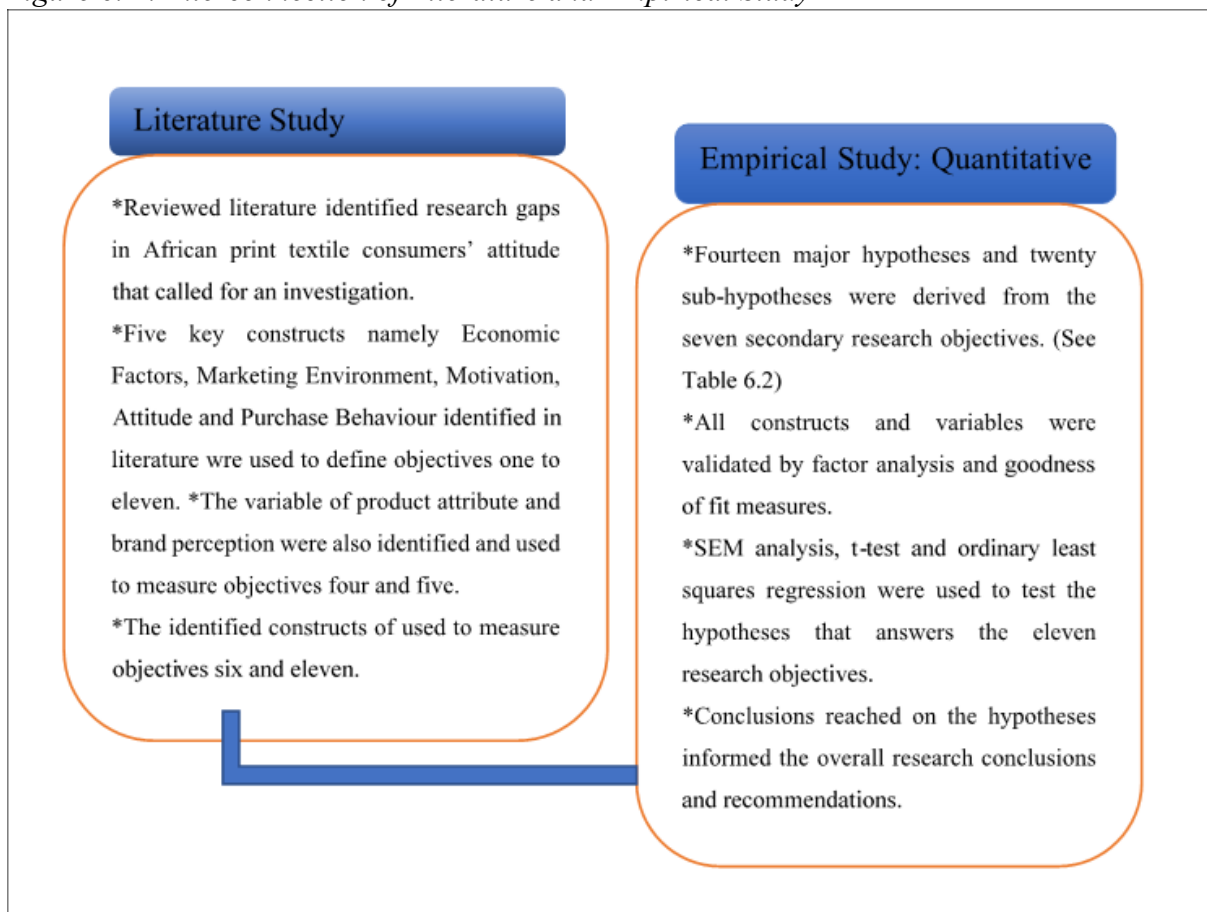 Literature Study
*Reviewed literature identified research gaps
in African print textile consumers' attitude
that called for an investigation.
*Five key constructs namely Economic
Factors, Marketing Environment, Motivation,
Attitude and Purchase Behaviour identified in
literature wre used to define objectives one to
eleven. *The variable of product attribute and
brand perception were also identified and used
to measure objectives four and five.
*The identified constructs of used to measure
objectives six and eleven.
Empirical Study: Quantitative
*Fourteen major hypotheses and twenty
sub-hypotheses were derived from the
seven secondary research objectives. (See
Table 6.2)
*All constructs and variables were
validated by factor analysis and goodness
of fit measures.
*SEM analysis, t-test and ordinary least
squares regression were used to test the
hypotheses that answers the eleven
research objectives.
*Conclusions reached on the hypotheses
informed the overall research conclusions
and recommendations.